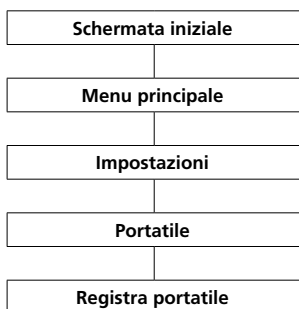 Schermata iniziale
Menu principale
Impostazioni
Portatile
Registra portatile